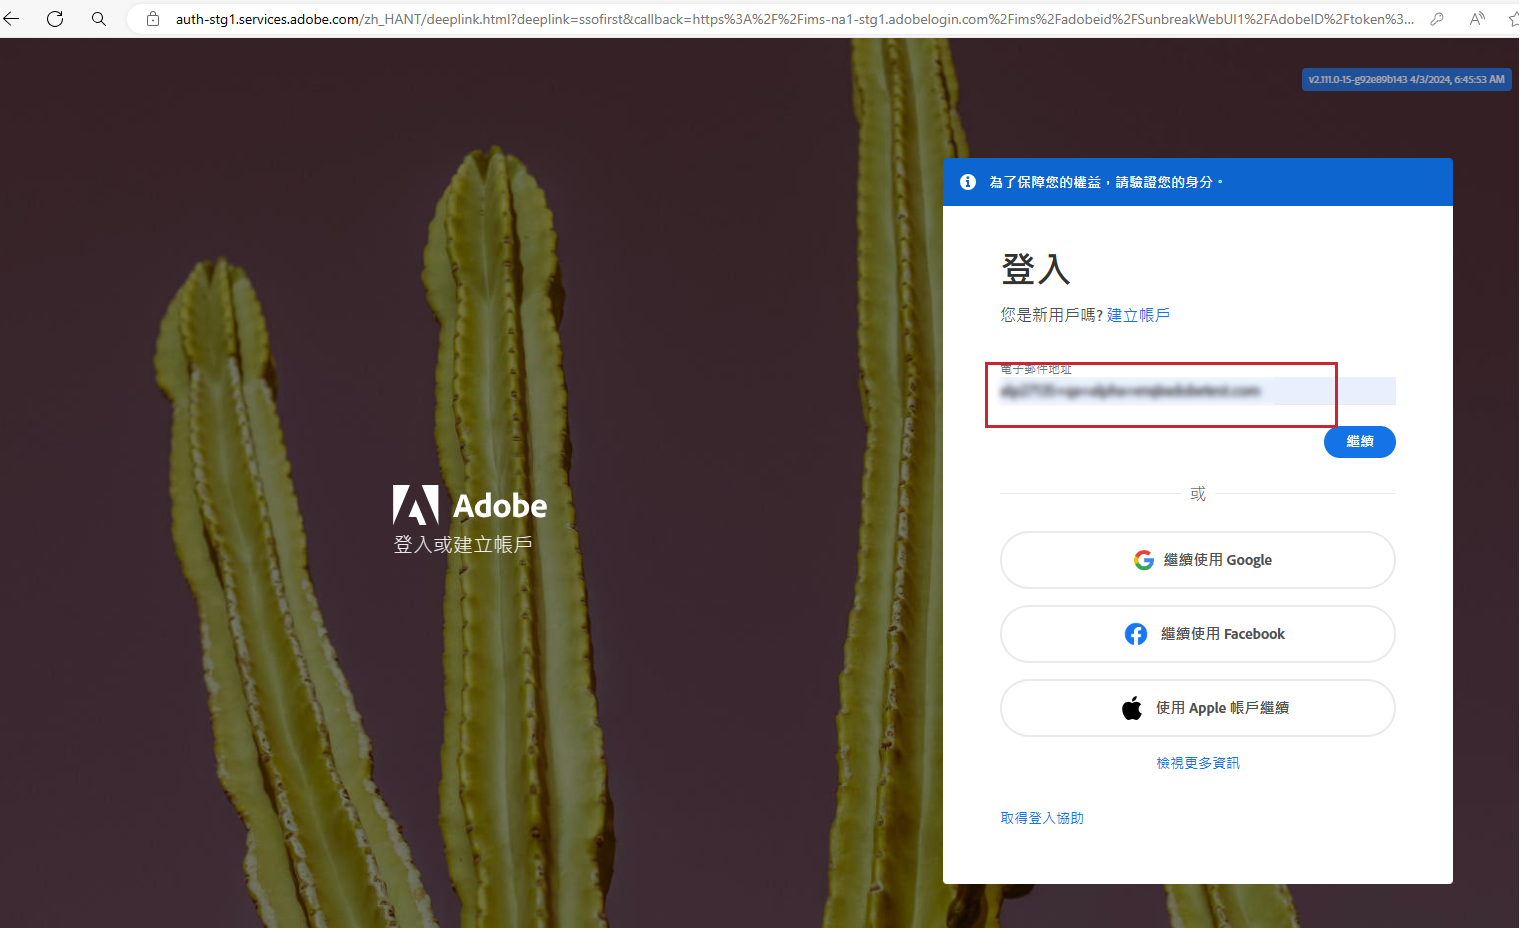 auth-stg1.services.adobe.com/zh_HANT/deeplink.html?deeplink=ssofirst&callback=https%3A%2F%2Fims-na1-stg1.adobelogin.com%2Fims%2Fadobeid%2FSunbreakWebUI1%2FAdobeID%2Ftoken%3...
v2.111.0-15-g92e89b143 4/3/2024, 6:45:53 AM
為了保障您的權益，請驗證您的身分。
登入
您是新用戶嗎? 建立帳戶
電子郵件地址
繼續
或
Adobe
登入或建立帳戶
繼續使用 Google
繼續使用 Facebook
使用 Apple 帳戶繼續
檢視更多資訊
取得登入協助